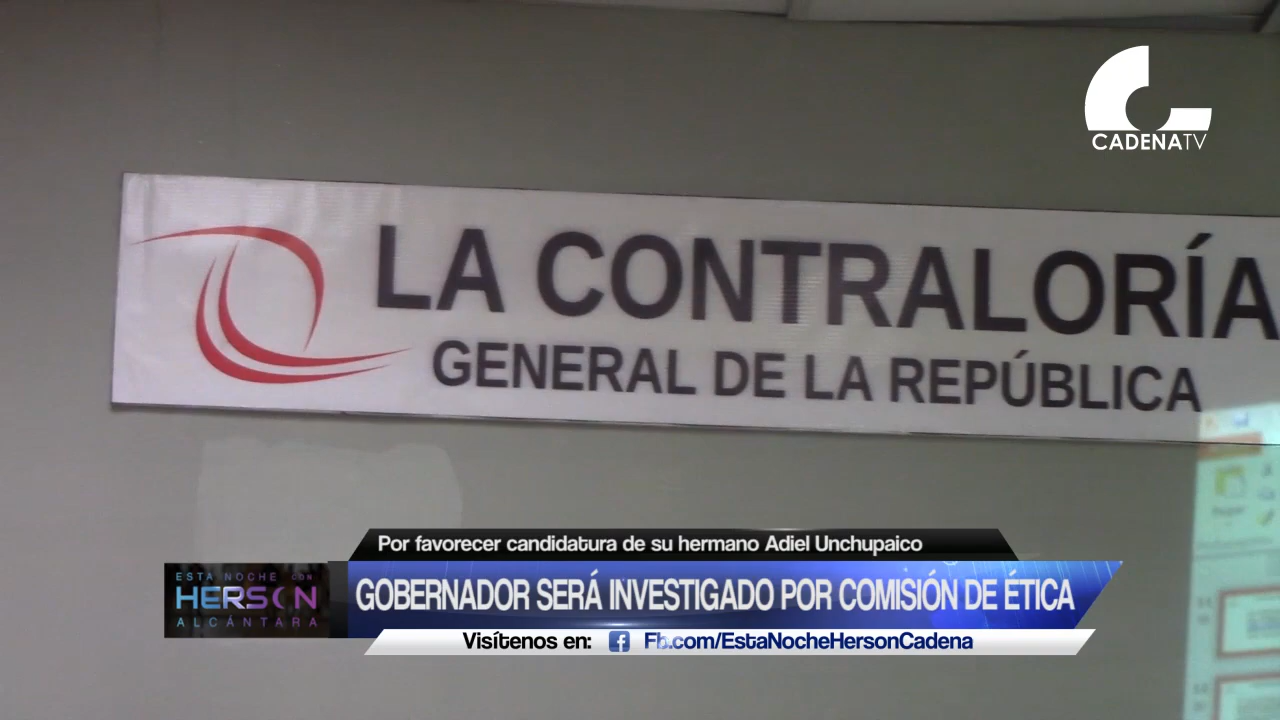 CADENATV
LA CONTRALORÍA
GENERAL DE LA REPÚBLICA
Por favorecer candidatura de su hermano Adiel Unchupaico
ESTA NOCHE CON
HERSON
ALCÁNTARA
GOBERNADOR SERÁ INVESTIGADO POR COMISIÓN DE ÉTICA
Visítenos en: Fb.com/EstaNocheHersonCadena